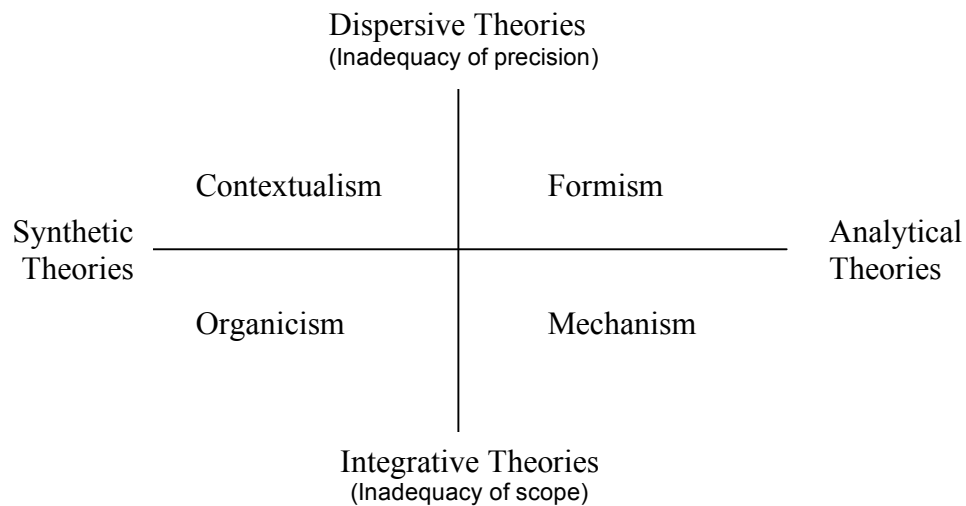 Dispersive Theories
(Inadequacy of precision)
Contextualism
Formism
Synthetic
Theories
Analytical
Theories
Organicism
Mechanism
Integrative Theories
(Inadequacy of scope)